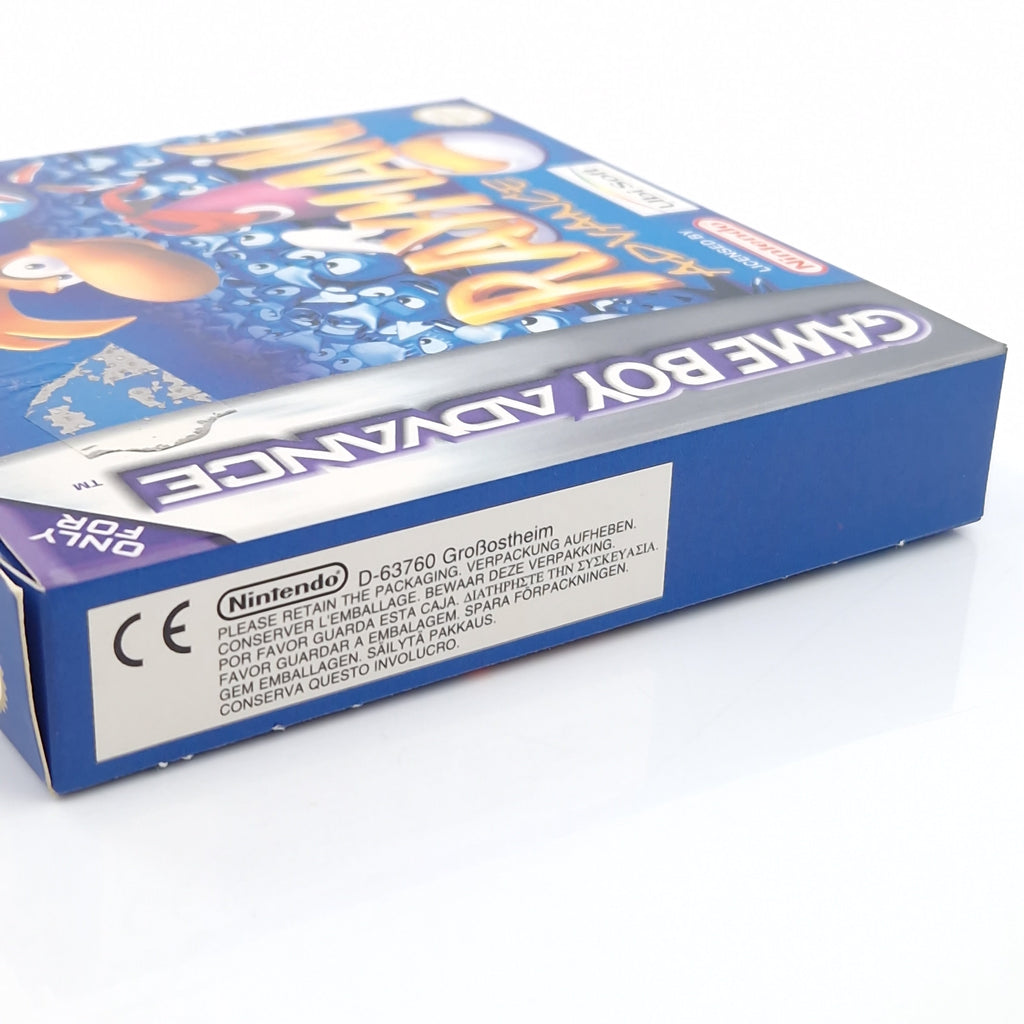 RAYMAN
ADVANCE
Ubi Soft
LICENSED BY
Nintendo
GAME BOY ADVANCE
TM
ONLY
FOR
CE
Nintendo® D-63760 Großostheim
PLEASE RETAIN THE PACKAGING. VERPACKUNG AUFHEBEN.
CONSERVER L'EMBALLAGE. BEWAAR DEZE VERPAKKING.
POR FAVOR GUARDA ESTA CAJA. ΔΙΑΤΗΡΗΣΤΕ ΤΗΝ ΣΥΣΚΕΥΑΣΙΑ.
FAVOR GUARDAR A EMBALAGEM. SPARA FÖRPACKNINGEN.
GEM EMBALLAGEN. SÄILYTÄ PAKKAUS.
CONSERVA QUESTO INVOLUCRO.